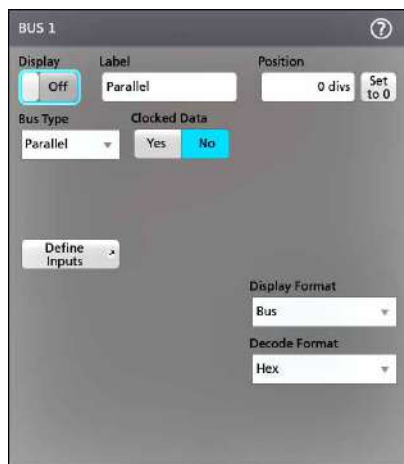 BUS 1 ?
Display Label Position
Off Parallel 0 divs Set to 0
Bus Type Clocked Data
Parallel Yes No
Define
Inputs
Display Format
Bus
Decode Format
Hex